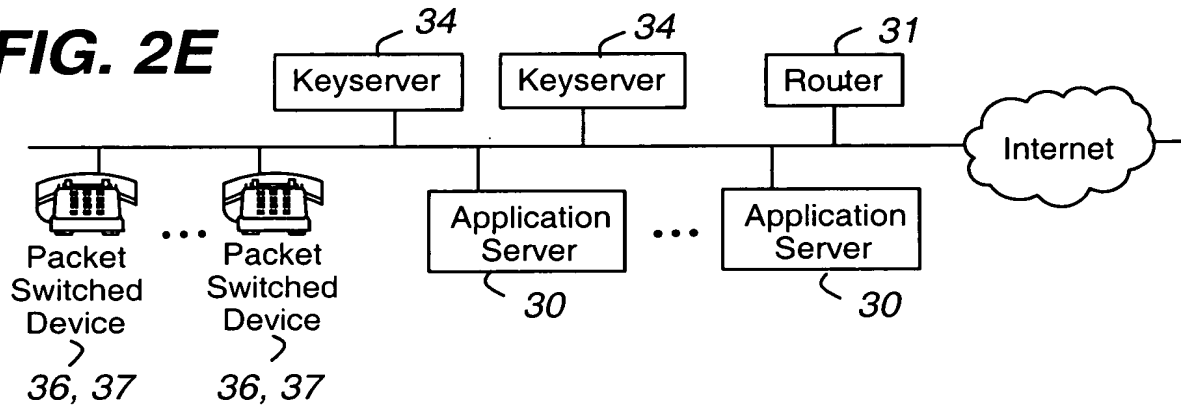 FIG. 2E
34
34
31
Keyserver
Keyserver
Router
Internet
Packet
Switched
Device
36, 37
...
Packet
Switched
Device
36, 37
Application
Server
30
...
Application
Server
30